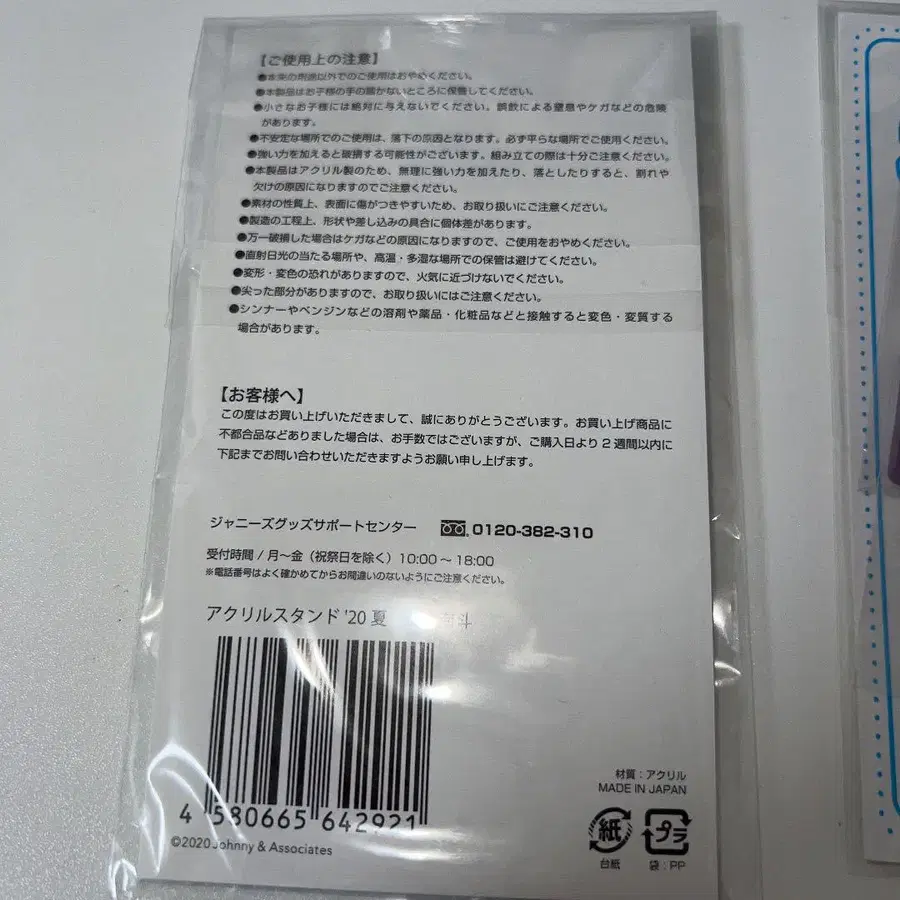 【ご使用上の注意】
●本来の用途以外でのご使用はおやめください。
●本製品はお子様の手の届かないところに保管してください。
●小さなお子様には絶対に与えないでください。誤飲による窒息やケガなどの危険
があります。
●不安定な場所でのご使用は、落下の原因となります。必ず平らな場所でご使用ください。
●強い力を加えると破損する可能性がございます。組み立ての際は十分ご注意ください。
●本製品はアクリル製のため、無理に強い力を加えたり、落としたりすると、割れや
欠けの原因になりますのでご注意ください。
●素材の性質上、表面に傷がつきやすいため、お取り扱いにご注意ください。
●製造の工程上、形状や差し込みの具合に個体差があります。
●万一破損した場合はケガなどの原因になりますので、ご使用をおやめください。
●直射日光の当たる場所や、高温・多湿な場所での保管は避けてください。
●変形・変色の恐れがありますので、火気に近づけないでください。
●尖った部分がありますので、お取り扱いにはご注意ください。
●シンナーやベンジンなどの溶剤や薬品・化粧品などと接触すると変色・変質する
場合があります。
【お客様へ】
この度はお買い上げいただきまして、誠にありがとうございます。お買い上げ商品に
不都合品などありました場合は、お手数ではございますが、ご購入日より2週間以内に
下記までお問い合わせいただきますようお願い申し上げます。
ジャニーズグッズサポートセンター 0120-382-310
受付時間/月〜金（祝祭日を除く）10:00〜18:00
※電話番号はよく確かめてからお間違いのないようにご注意ください。
アクリルスタンド '20 夏
4 580665 642921
©2020 Johnny & Associates
材質：アクリル
MADE IN JAPAN
紙 プラ
台紙 袋：PP